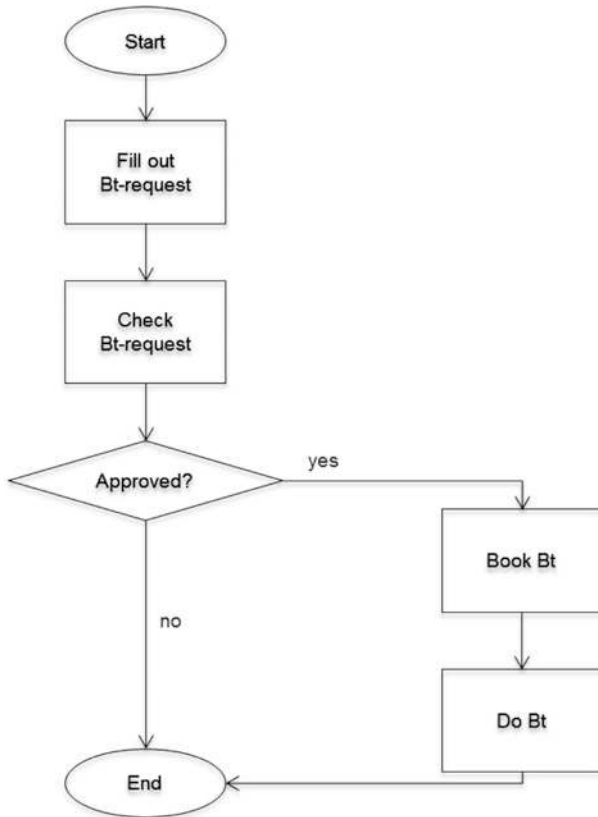 Start
Fill out
Bt-request
Check
Bt-request
Approved?
yes
Book Bt
no
Do Bt
End